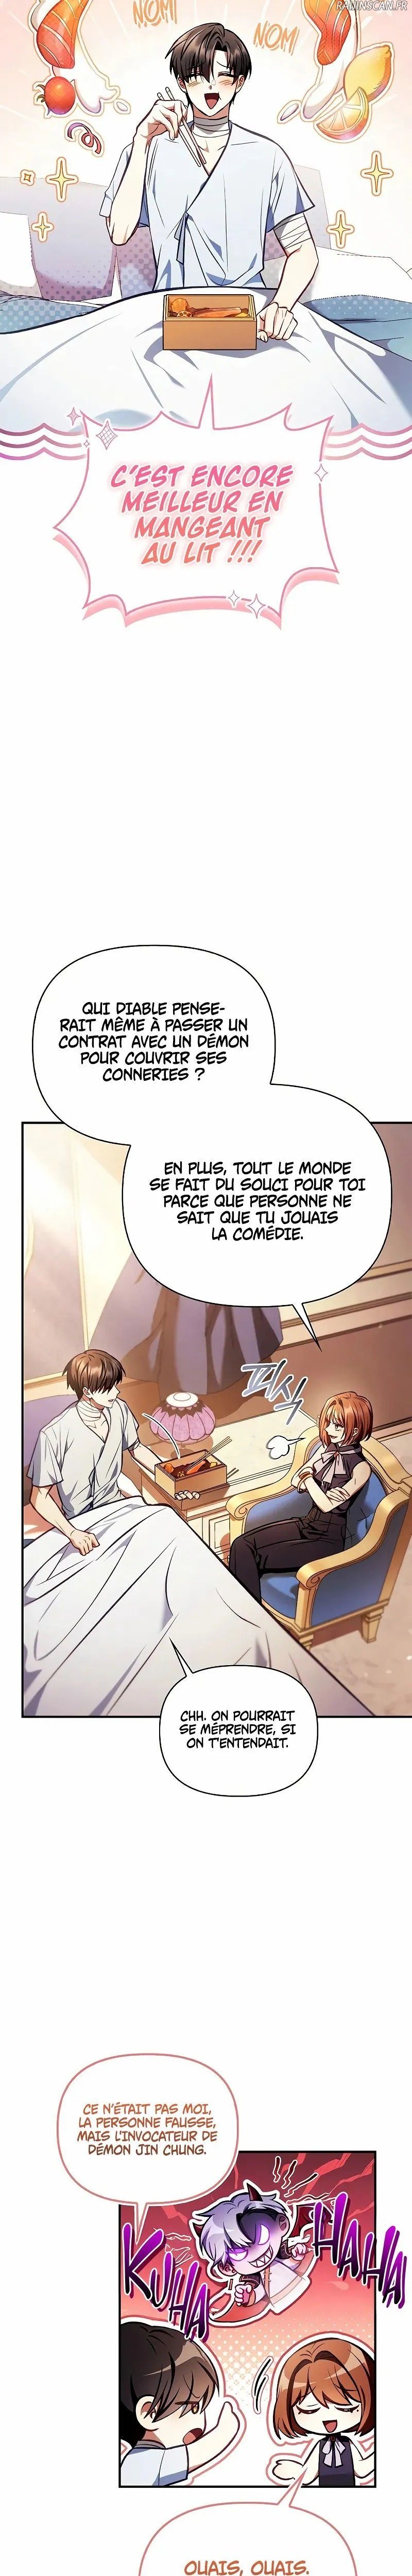 RANINSCAN.FR
NOM
NOM
C'EST ENCORE
MEILLEUR EN
MANGEANT
AU LIT !!!
QUI DIABLE PENSE-
RAIT MÊME À PASSER UN
CONTRAT AVEC UN DÉMON
POUR COUVRIR SES
CONNERIES ?
EN PLUS, TOUT LE MONDE
SE FAIT DU SOUCI POUR TOI
PARCE QUE PERSONNE NE
SAIT QUE TU JOUAIS
LA COMÉDIE.
CHH. ON POURRAIT
SE MÉPRENDRE, SI
ON T'ENTENDAIT.
CE N'ÉTAIT PAS MOI,
LA PERSONNE FAUSSE,
MAIS L'INVOCATEUR DE
DÉMON JIN CHUNG.
KUHA
HAHA
OUAIS, OUAIS.